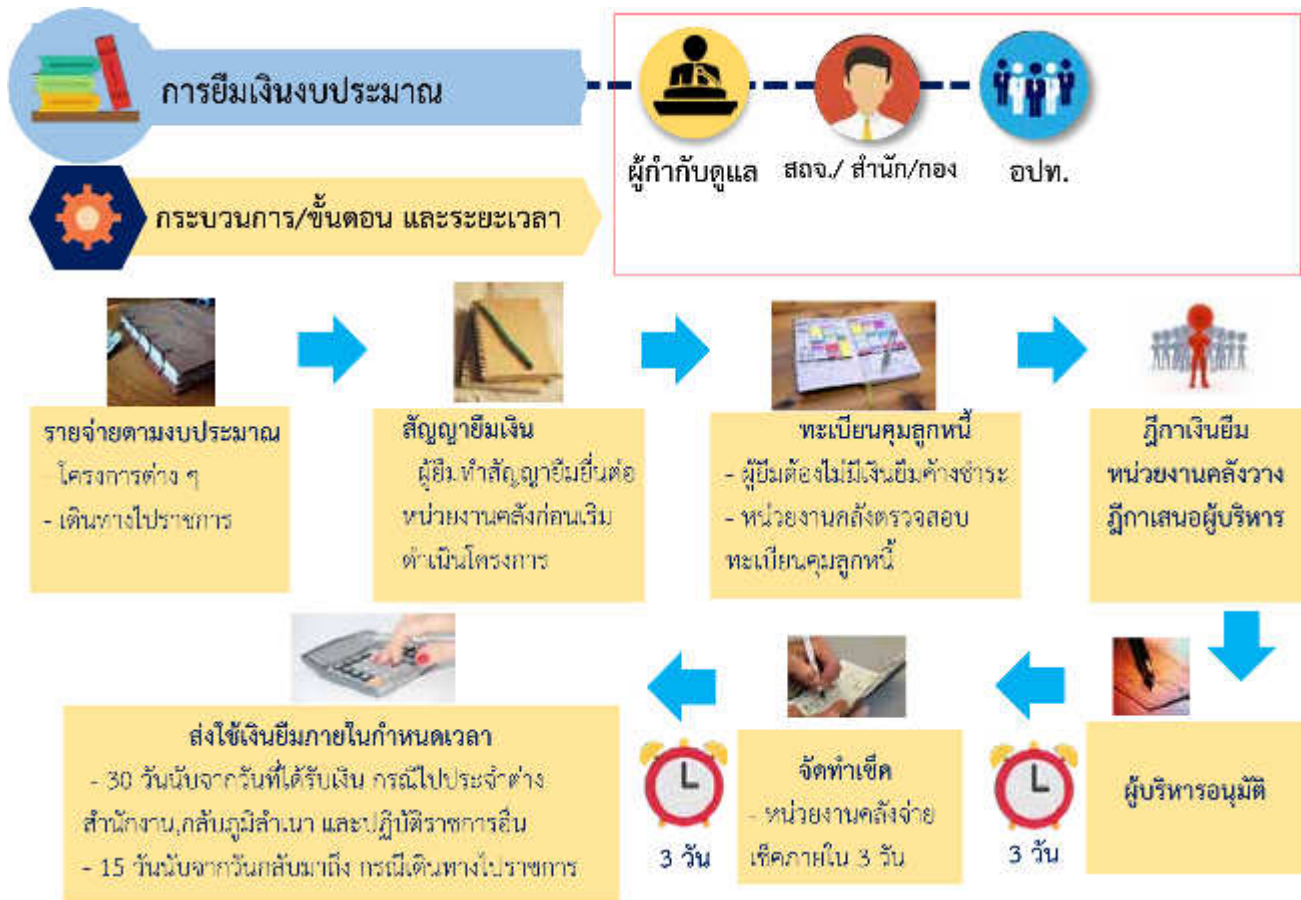 การยืมเงินงบประมาณ
ผู้กำกับดูแล
สถจ./ สำนัก/กอง
อปท.
กระบวนการ/ขั้นตอน และระยะเวลา
รายจ่ายตามงบประมาณ
- โครงการต่าง ๆ
- เดินทางไปราชการ
สัญญายืมเงิน
ผู้ยืมทำสัญญายืมยื่นต่อ
หน่วยงานคลังก่อนเริ่ม
ดำเนินโครงการ
ทะเบียนคุมลูกหนี้
- ผู้ยืมต้องไม่มีเงินยืมค้างชำระ
- หน่วยงานคลังตรวจสอบ
ทะเบียนคุมลูกหนี้
ฎีกาเงินยืม
หน่วยงานคลังวาง
ฎีกาเสนอผู้บริหาร
ผู้บริหารอนุมัติ
3 วัน
จัดทำเช็ค
- หน่วยงานคลังจ่าย
เช็คภายใน 3 วัน
3 วัน
ส่งใช้เงินยืมภายในกำหนดเวลา
- 30 วันนับจากวันที่ได้รับเงิน กรณีไปประจำต่าง
สำนักงาน,กลับภูมิลำเนา และปฏิบัติราชการอื่น
- 15 วันนับจากวันกลับมาถึง กรณีเดินทางไปราชการ